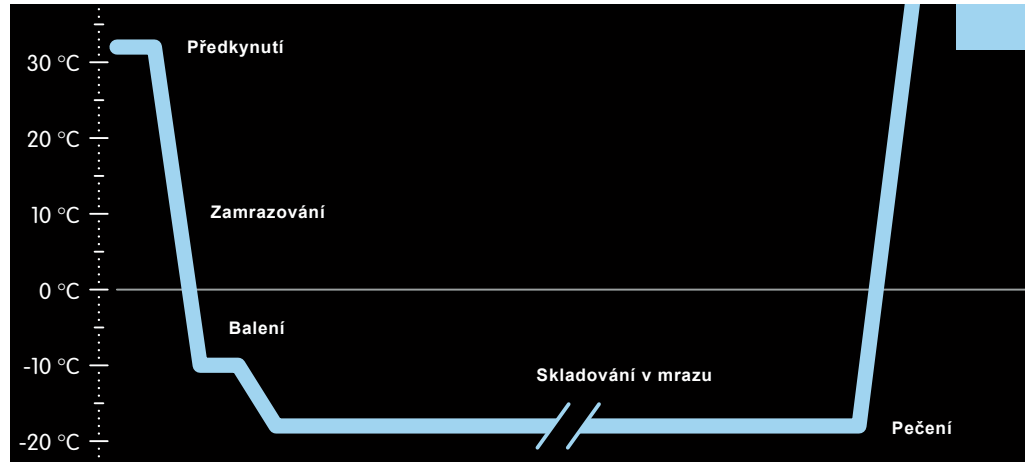 30 °C
Předkynutí
20 °C
10 °C
Zamrazování
0 °C
Balení
-10 °C
Skladování v mrazu
Pečení
-20 °C